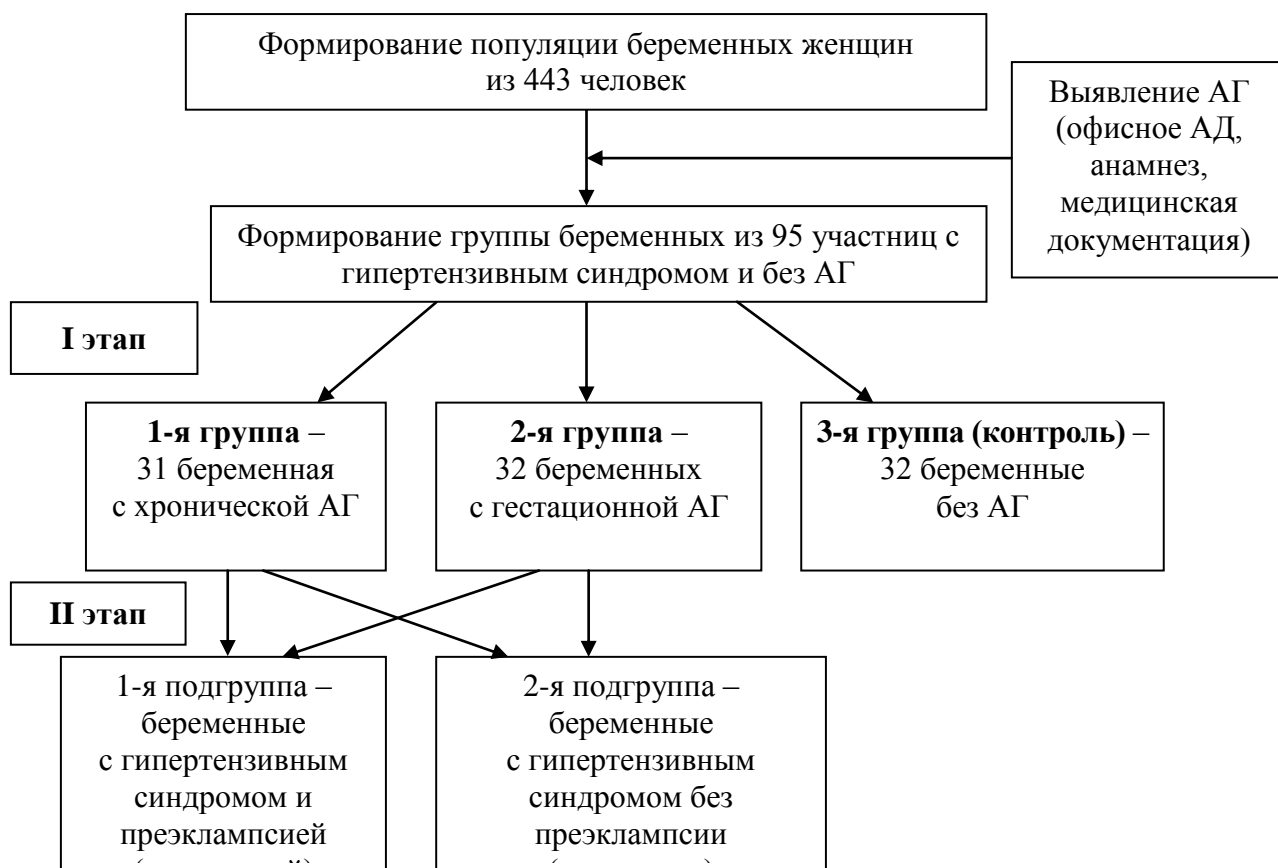 Формирование популяции беременных женщин
из 443 человек
Выявление АГ
(офисное АД,
анамнез,
медицинская
документация)
Формирование группы беременных из 95 участниц с
гипертензивным синдромом и без АГ
I этап
1-я группа –
31 беременная
с хронической АГ
2-я группа –
32 беременных
с гестационной АГ
3-я группа (контроль) –
32 беременные
без АГ
II этап
1-я подгруппа –
беременные
с гипертензивным
синдромом и
преэклампсией
2-я подгруппа –
беременные
с гипертензивным
синдромом без
преэклампсии